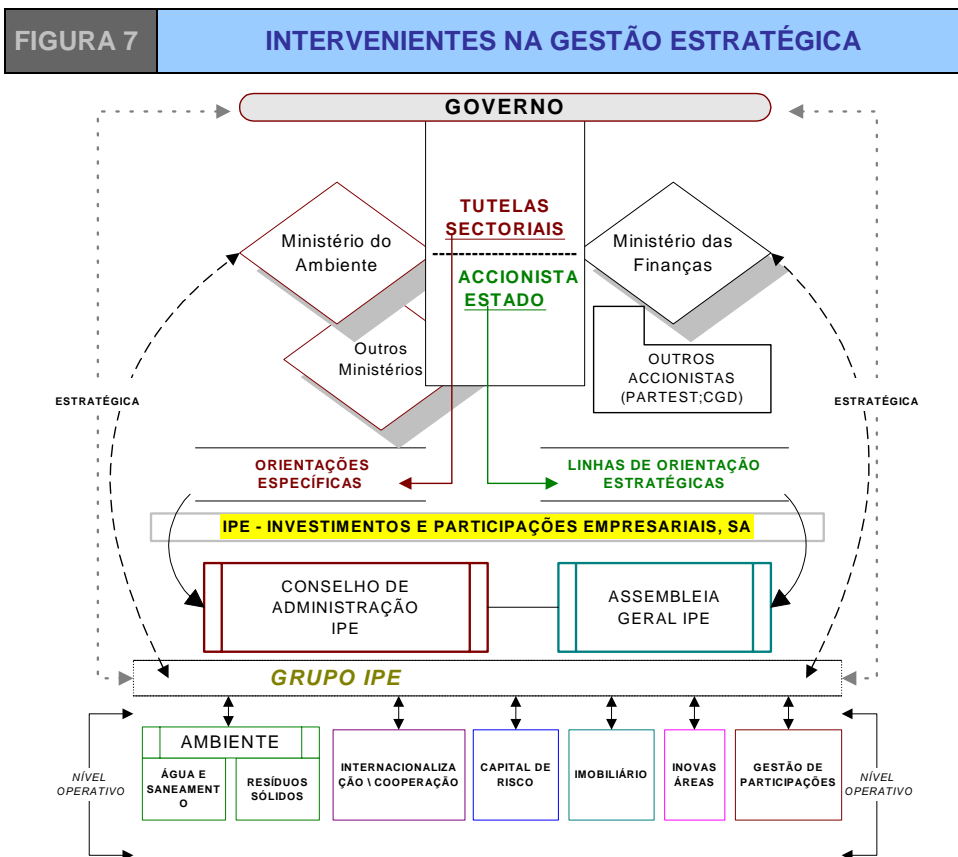 FIGURA 7
INTERVENIENTES NA GESTÃO ESTRATÉGICA
GOVERNO
TUTELAS
SECTORIAIS
Ministério do
Ambiente
Ministério das
Finanças
ACCIONISTA
ESTADO
Outros
Ministérios
OUTROS
ACCIONISTAS
(PARTEST;CGD)
ESTRATÉGICA
ESTRATÉGICA
ORIENTAÇÕES
ESPECÍFICAS
LINHAS DE ORIENTAÇÃO
ESTRATÉGICAS
IPE - INVESTIMENTOS E PARTICIPAÇÕES EMPRESARIAIS, SA
CONSELHO DE
ADMINISTRAÇÃO
IPE
ASSEMBLEIA
GERAL IPE
GRUPO IPE
AMBIENTE
ÁGUA E
SANEAMENT
O
RESÍDUOS
SÓLIDOS
INTERNACIONALIZA
ÇÃO \ COOPERAÇÃO
CAPITAL DE
RISCO
IMOBILIÁRIO
INOVAS
ÁREAS
GESTÃO DE
PARTICIPAÇÕES
NÍVEL
OPERATIVO
NÍVEL
OPERATIVO